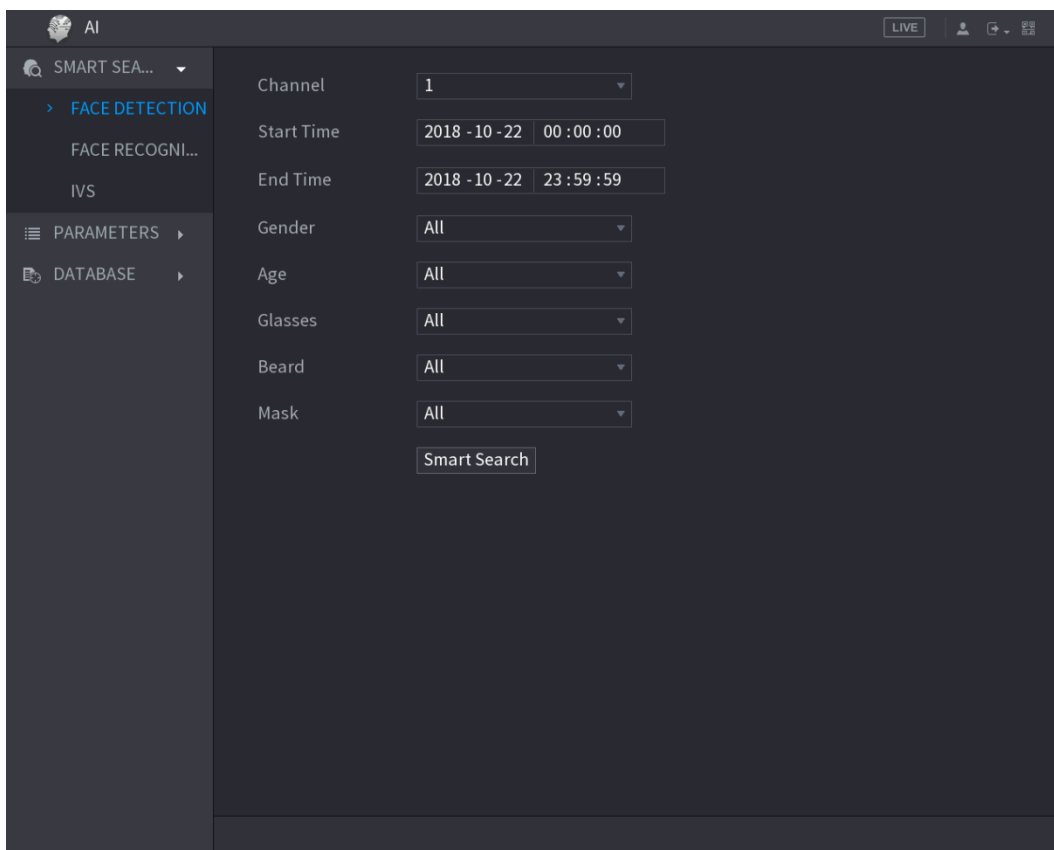 AI
LIVE
SMART SEA...
FACE DETECTION
FACE RECOGNI...
IVS
PARAMETERS
DATABASE
Channel 1
Start Time 2018 -10 -22 00 :00 :00
End Time 2018 -10 -22 23 :59 :59
Gender All
Age All
Glasses All
Beard All
Mask All
Smart Search